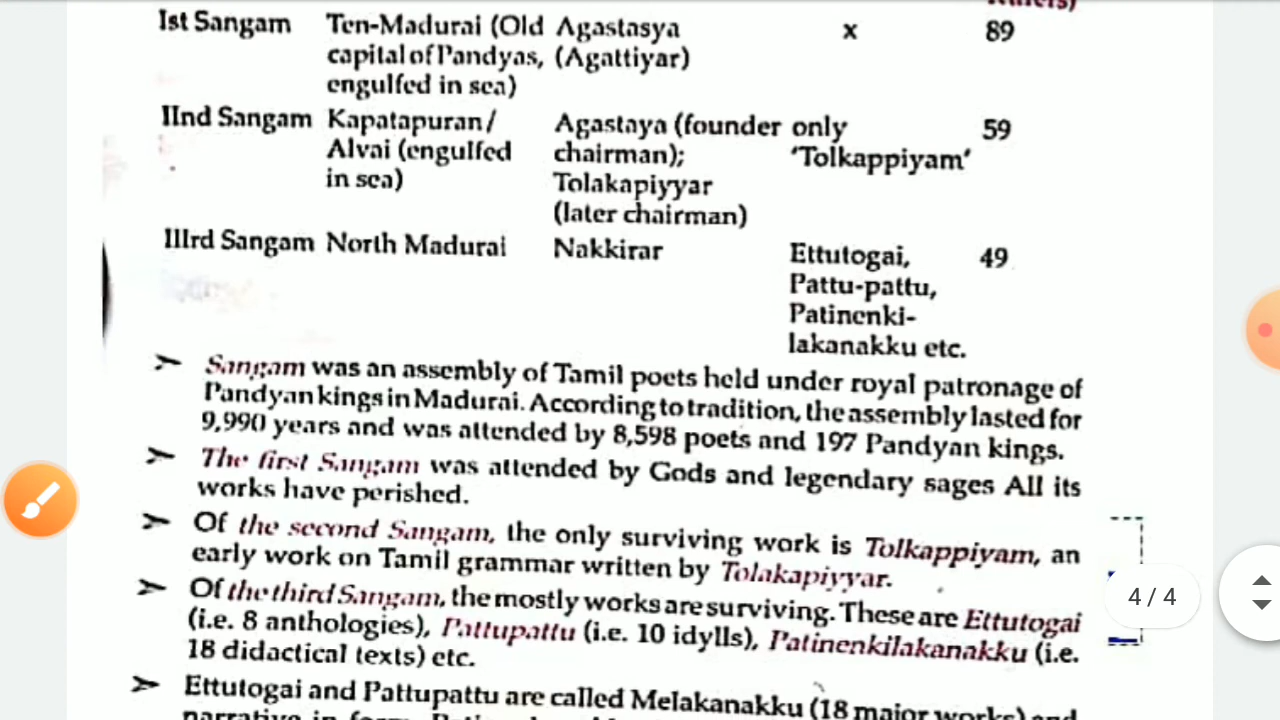 Ist Sangam Ten-Madurai (Old Agastasya x 89
capital of Pandyas, (Agattiyar)
engulfed in sea)
IInd Sangam Kapatapuran/ Agastaya (founder only 59
Alvai (engulfed chairman); 'Tolkappiyam'
in sea) Tolakapiyyar
(later chairman)
IIIrd Sangam North Madurai Nakkirar Ettutogai, 49
Pattu-pattu,
Patinenki-
lakanakku etc.
➢ Sangam was an assembly of Tamil poets held under royal patronage of
Pandyan kings in Madurai. According to tradition, the assembly lasted for
9,990 years and was attended by 8,598 poets and 197 Pandyan kings.
➢ The first Sangam was attended by Gods and legendary sages All its
works have perished.
➢ Of the second Sangam, the only surviving work is Tolkappiyam, an
early work on Tamil grammar written by Tolakapiyyar.
➢ Of the third Sangam, the mostly works are surviving. These are Ettutogai
(i.e. 8 anthologies), Pattupattu (i.e. 10 idylls), Patinenkilakanakku (i.e.
18 didactical texts) etc.
➢ Ettutogai and Pattupattu are called Melakanakku (18 major works) and
4 / 4